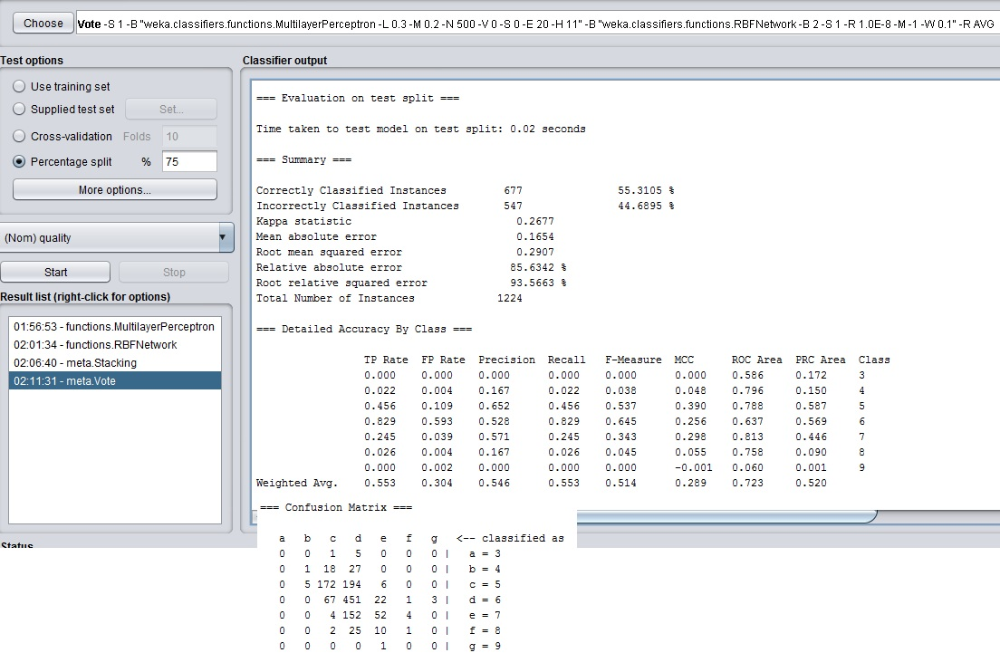 Choose Vote -S 1 -B "weka.classifiers.functions.MultilayerPerceptron -L 0.3 -M 0.2 -N 500 -V 0 -S 0 -E 20 -H 11" -B "weka.classifiers.functions.RBFNetwork -B 2 -S 1 -R 1.0E-8 -M -1 -W 0.1" -R AVG
Test options
Use training set
Supplied test set Set...
Cross-validation Folds 10
Percentage split % 75
More options...
(Nom) quality
Start Stop
Result list (right-click for options)
01:56:53 - functions.MultilayerPerceptron
02:01:34 - functions.RBFNetwork
02:06:40 - meta.Stacking
02:11:31 - meta.Vote
Status
Classifier output
=== Evaluation on test split ===
Time taken to test model on test split: 0.02 seconds
=== Summary ===
Correctly Classified Instances 677 55.3105 %
Incorrectly Classified Instances 547 44.6895 %
Kappa statistic 0.2677
Mean absolute error 0.1654
Root mean squared error 0.2907
Relative absolute error 85.6342 %
Root relative squared error 93.5663 %
Total Number of Instances 1224
=== Detailed Accuracy By Class ===
TP Rate FP Rate Precision Recall F-Measure MCC ROC Area PRC Area Class
0.000 0.000 0.000 0.000 0.000 0.000 0.586 0.172 3
0.022 0.004 0.167 0.022 0.038 0.048 0.796 0.150 4
0.456 0.109 0.652 0.456 0.537 0.390 0.788 0.587 5
0.829 0.593 0.528 0.829 0.645 0.256 0.637 0.569 6
0.245 0.039 0.571 0.245 0.343 0.298 0.813 0.446 7
0.026 0.004 0.167 0.026 0.045 0.055 0.758 0.090 8
0.000 0.002 0.000 0.000 0.000 -0.001 0.060 0.001 9
Weighted Avg. 0.553 0.304 0.546 0.553 0.514 0.289 0.723 0.520
=== Confusion Matrix ===
a b c d e f g <-- classified as
0 0 1 5 0 0 0 | a = 3
0 1 18 27 0 0 0 | b = 4
0 5 172 194 6 0 0 | c = 5
0 0 67 451 22 1 3 | d = 6
0 0 4 152 52 4 0 | e = 7
0 0 2 25 10 1 0 | f = 8
0 0 0 0 1 0 0 | g = 9